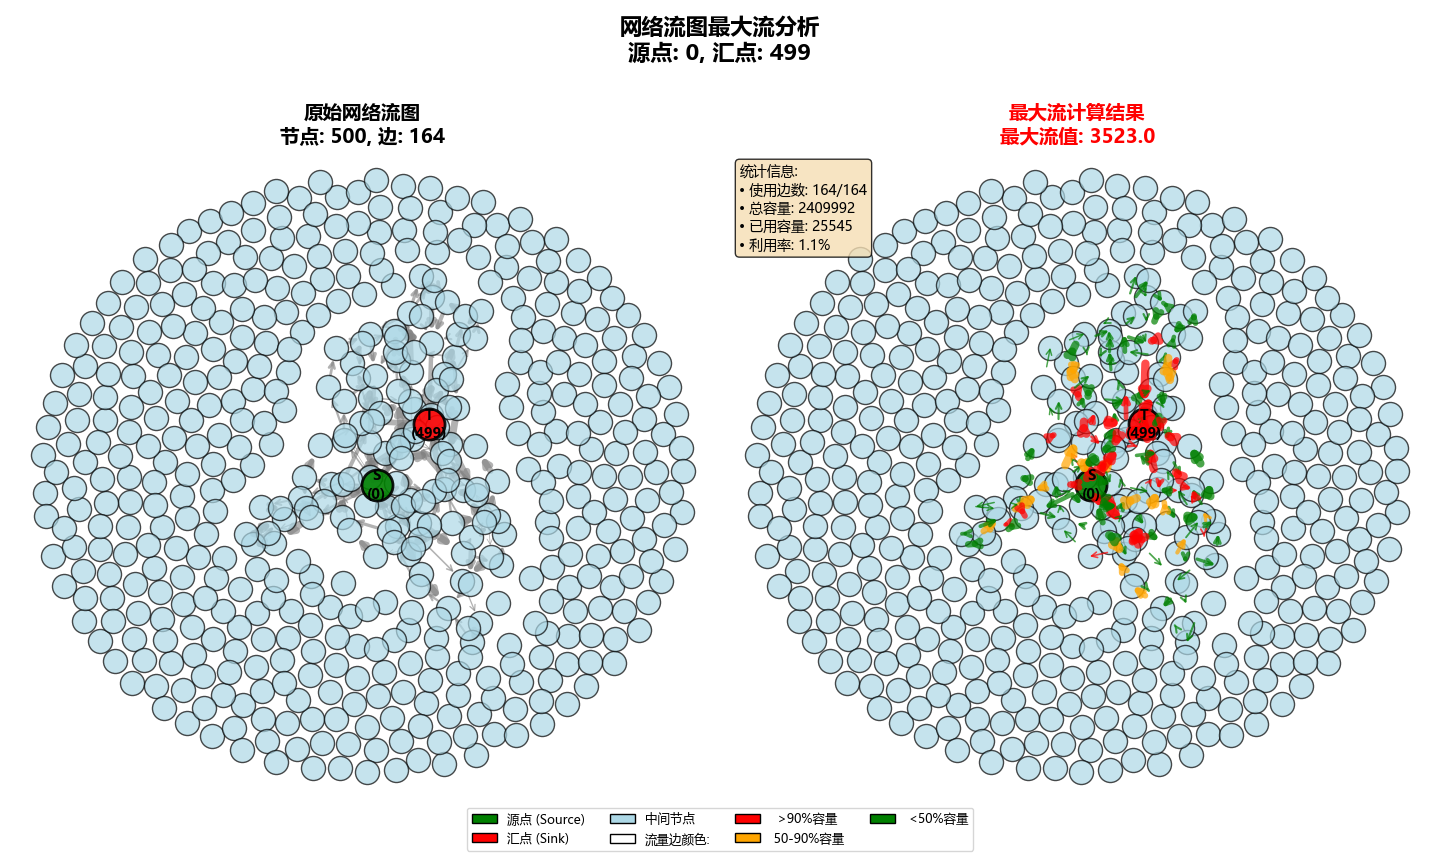 网络流图最大流分析
源点: 0, 汇点: 499
原始网络流图
节点: 500, 边: 164
最大流计算结果
最大流值: 3523.0
统计信息:
• 使用边数: 164/164
• 总容量: 2409992
• 已用容量: 25545
• 利用率: 1.1%
T
(499)
S
(0)
T
(499)
S
(0)
源点 (Source)
汇点 (Sink)
中间节点
流量边颜色:
>90%容量
50-90%容量
<50%容量